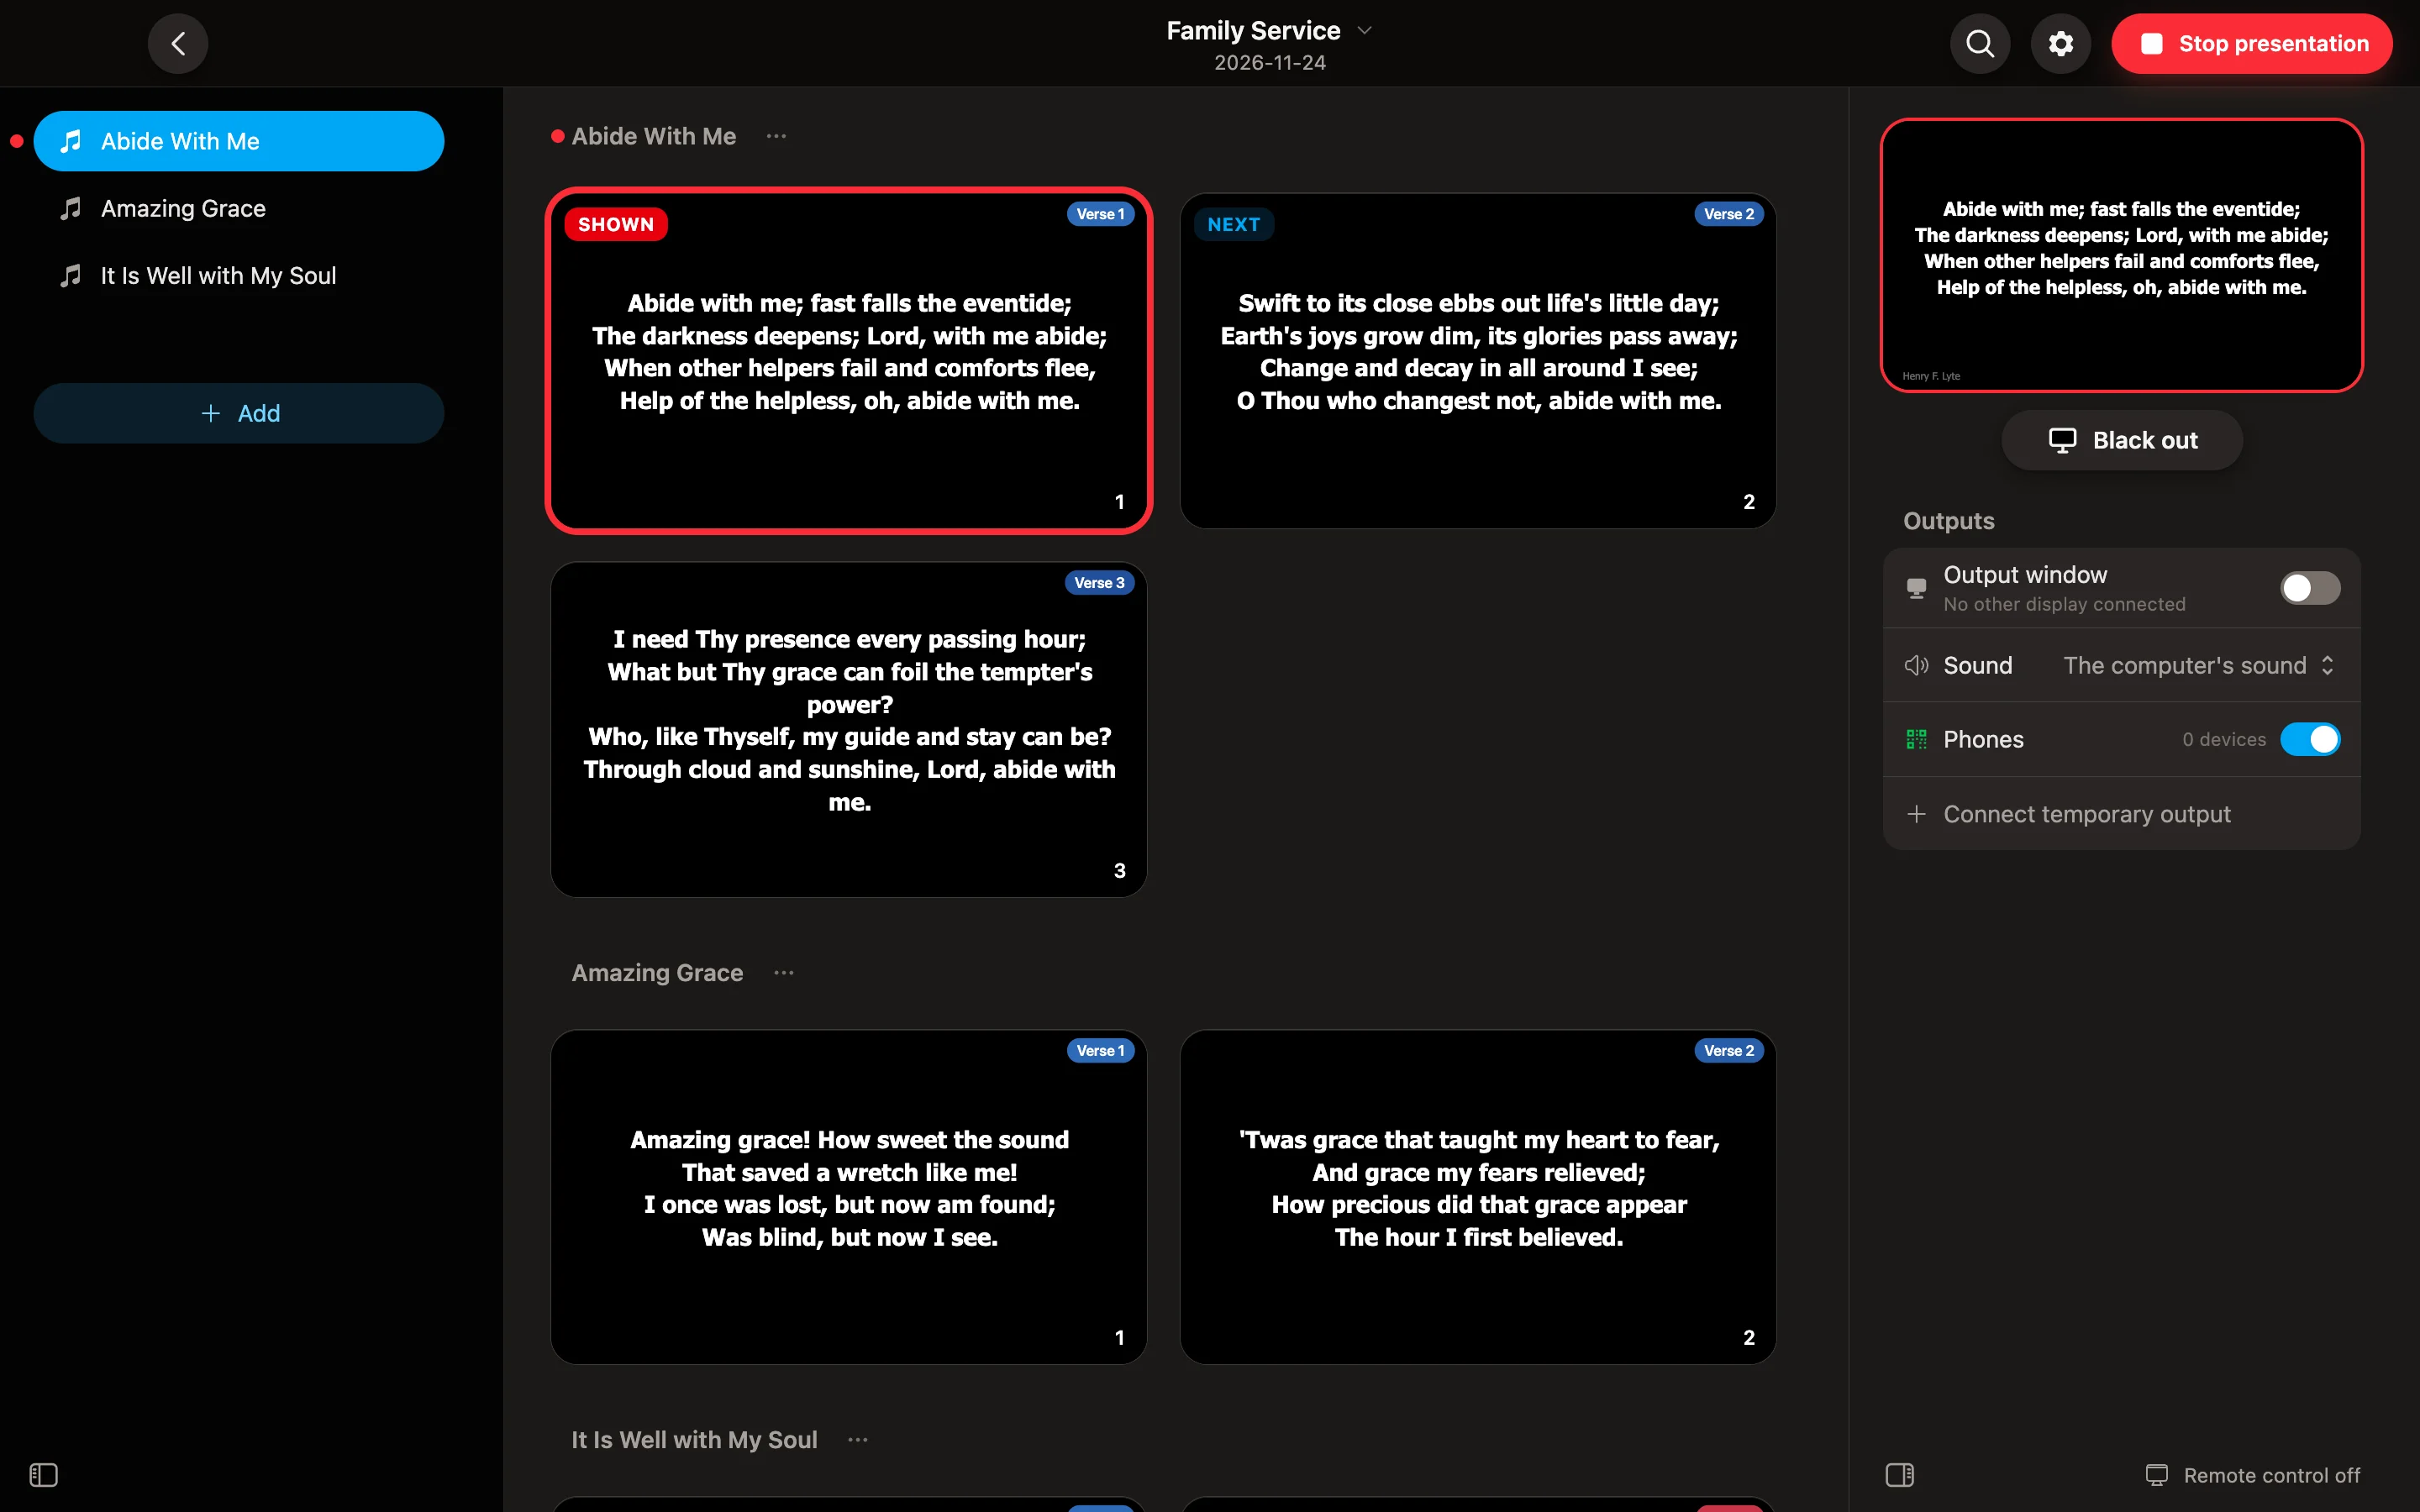 Family Service
2026-11-24
Stop presentation
Abide With Me
Amazing Grace
It Is Well with My Soul
+ Add
Abide With Me ...
SHOWN
Verse 1
Abide with me; fast falls the eventide;
The darkness deepens; Lord, with me abide;
When other helpers fail and comforts flee,
Help of the helpless, oh, abide with me.
1
NEXT
Verse 2
Swift to its close ebbs out life's little day;
Earth's joys grow dim, its glories pass away;
Change and decay in all around I see;
O Thou who changest not, abide with me.
2
Verse 3
I need Thy presence every passing hour;
What but Thy grace can foil the tempter's
power?
Who, like Thyself, my guide and stay can be?
Through cloud and sunshine, Lord, abide with
me.
3
Amazing Grace ...
Verse 1
Amazing grace! How sweet the sound
That saved a wretch like me!
I once was lost, but now am found;
Was blind, but now I see.
1
Verse 2
'Twas grace that taught my heart to fear,
And grace my fears relieved;
How precious did that grace appear
The hour I first believed.
2
It Is Well with My Soul ...
Abide with me; fast falls the eventide;
The darkness deepens; Lord, with me abide;
When other helpers fail and comforts flee,
Help of the helpless, oh, abide with me.
Henry F. Lyte
Black out
Outputs
Output window
No other display connected
Sound The computer's sound
Phones 0 devices
+ Connect temporary output
Remote control off